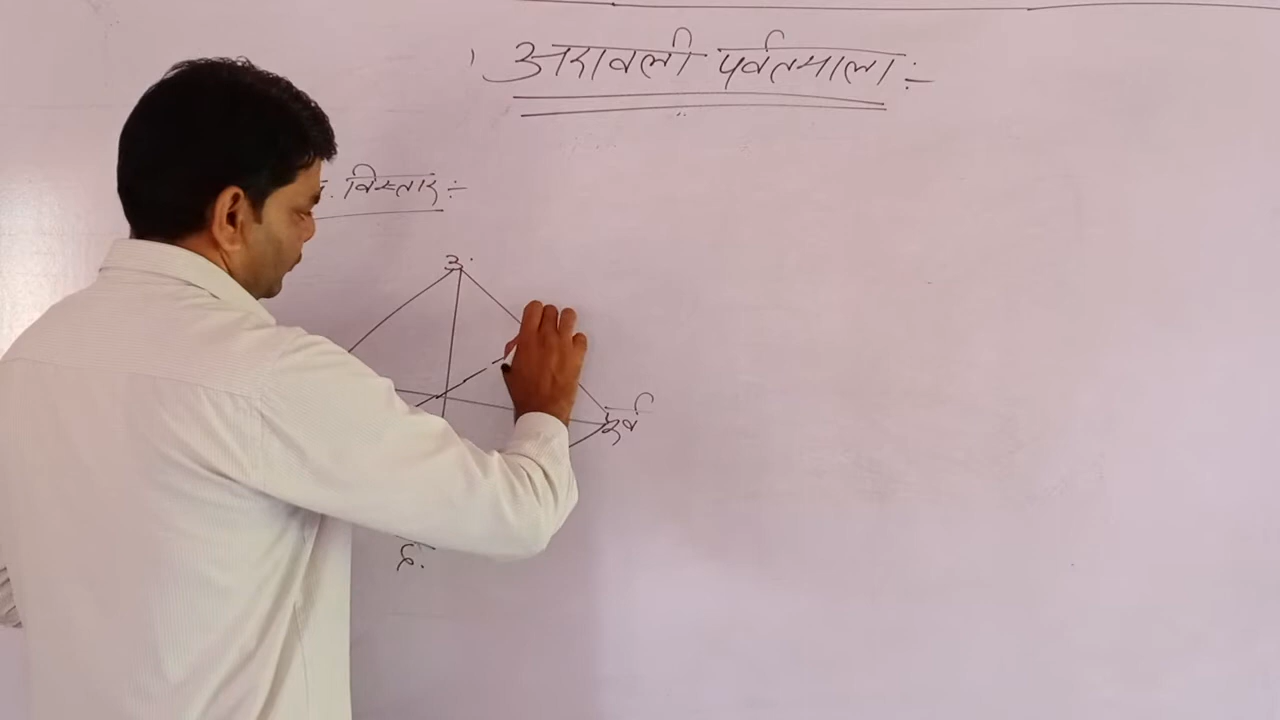 अरावली पर्वतमाला :-
. विस्तार :-
उ.
पूर्व
द.